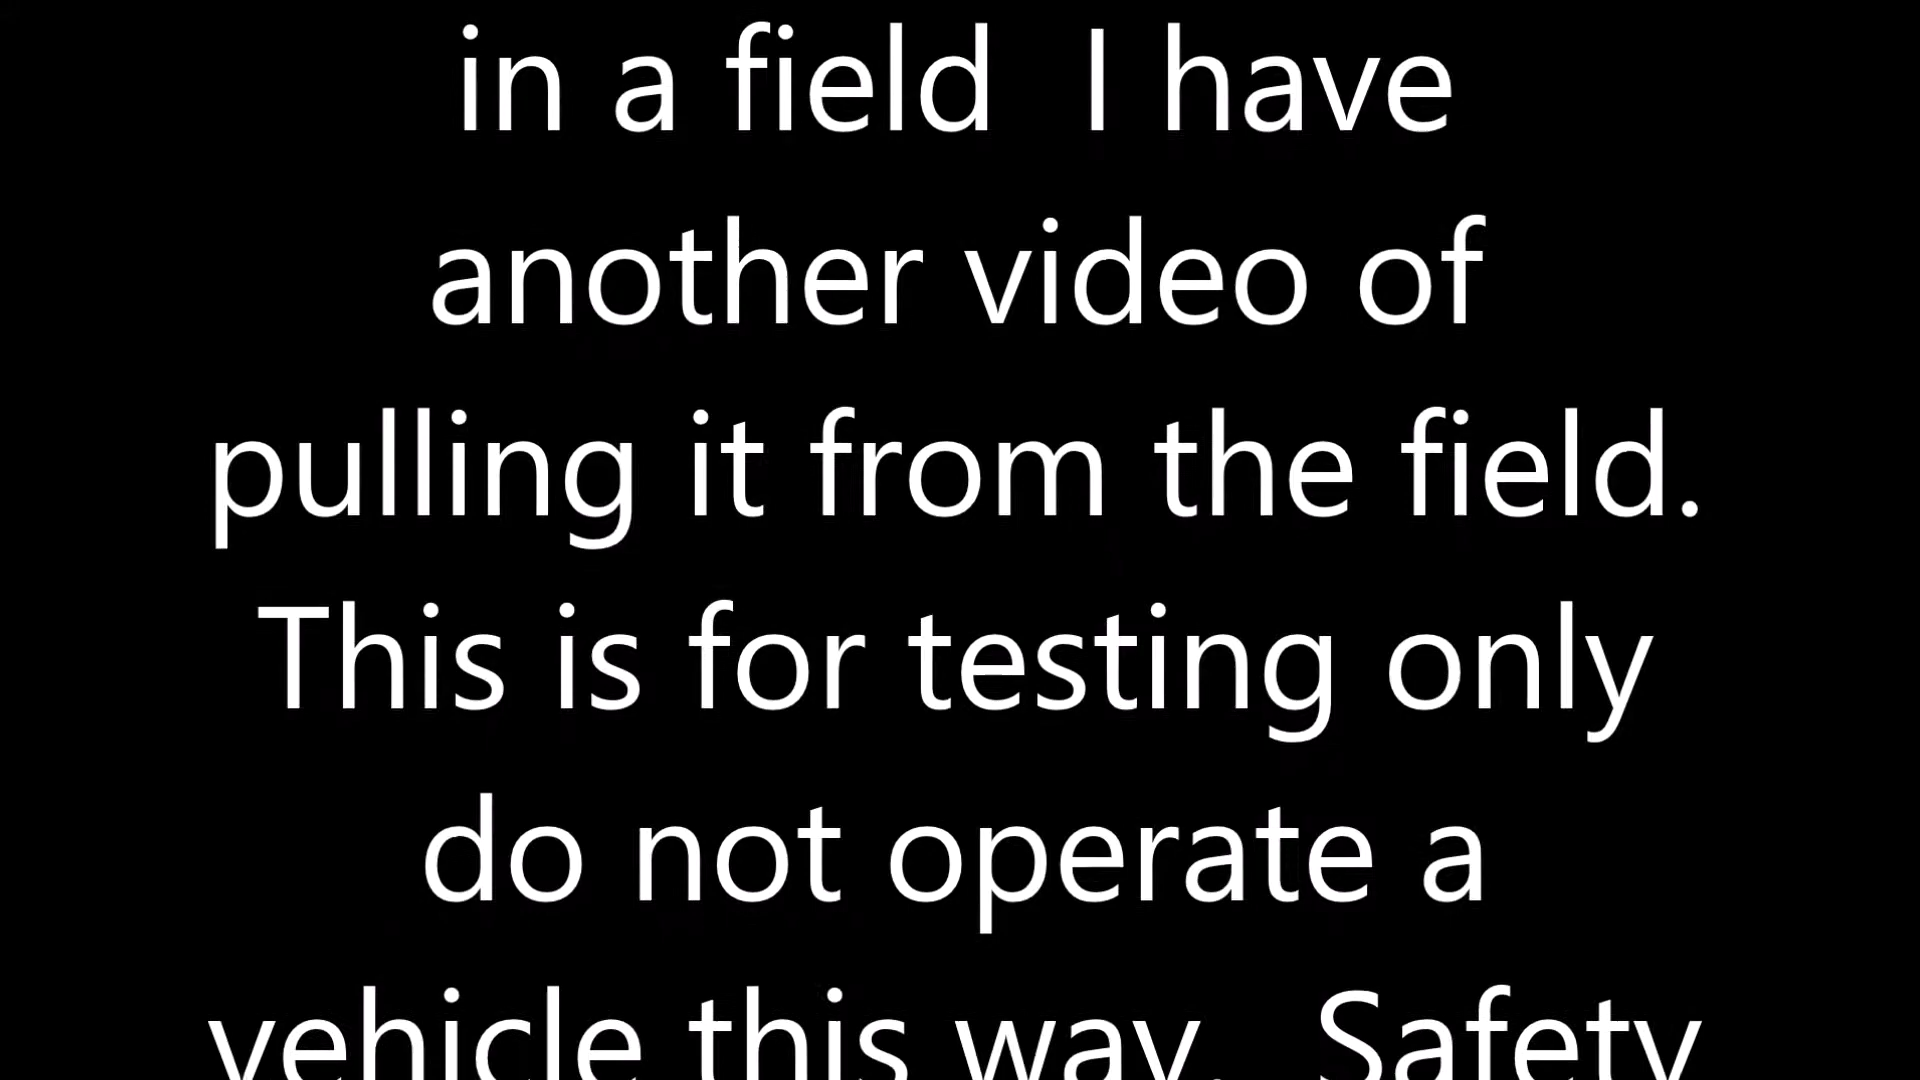 in a field  I have
another video of
pulling it from the field.
This is for testing only
do not operate a
vehicle this way.  Safety